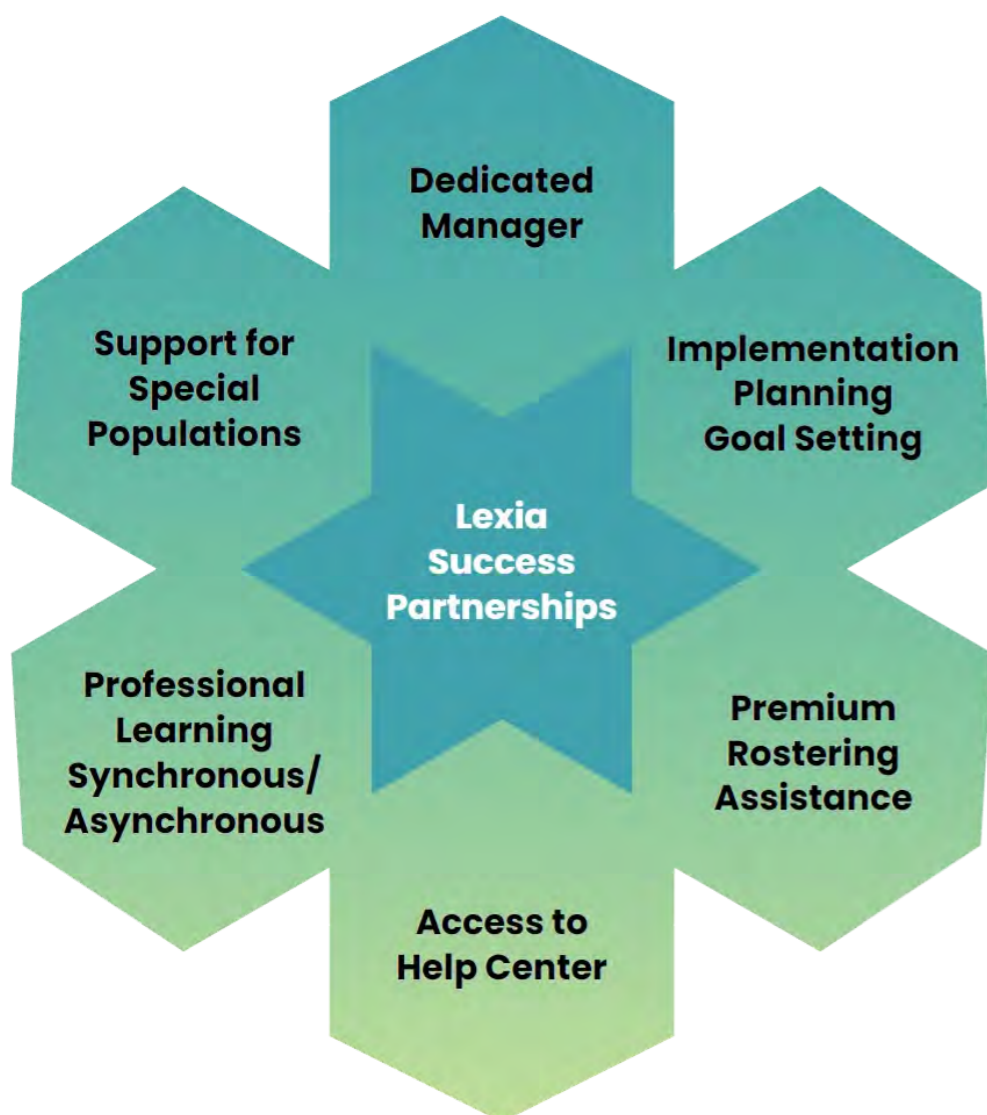 Dedicated
Manager
Support for
Special
Populations
Implementation
Planning
Goal Setting
Lexia
Success
Partnerships
Professional
Learning
Synchronous/
Asynchronous
Premium
Rostering
Assistance
Access to
Help Center